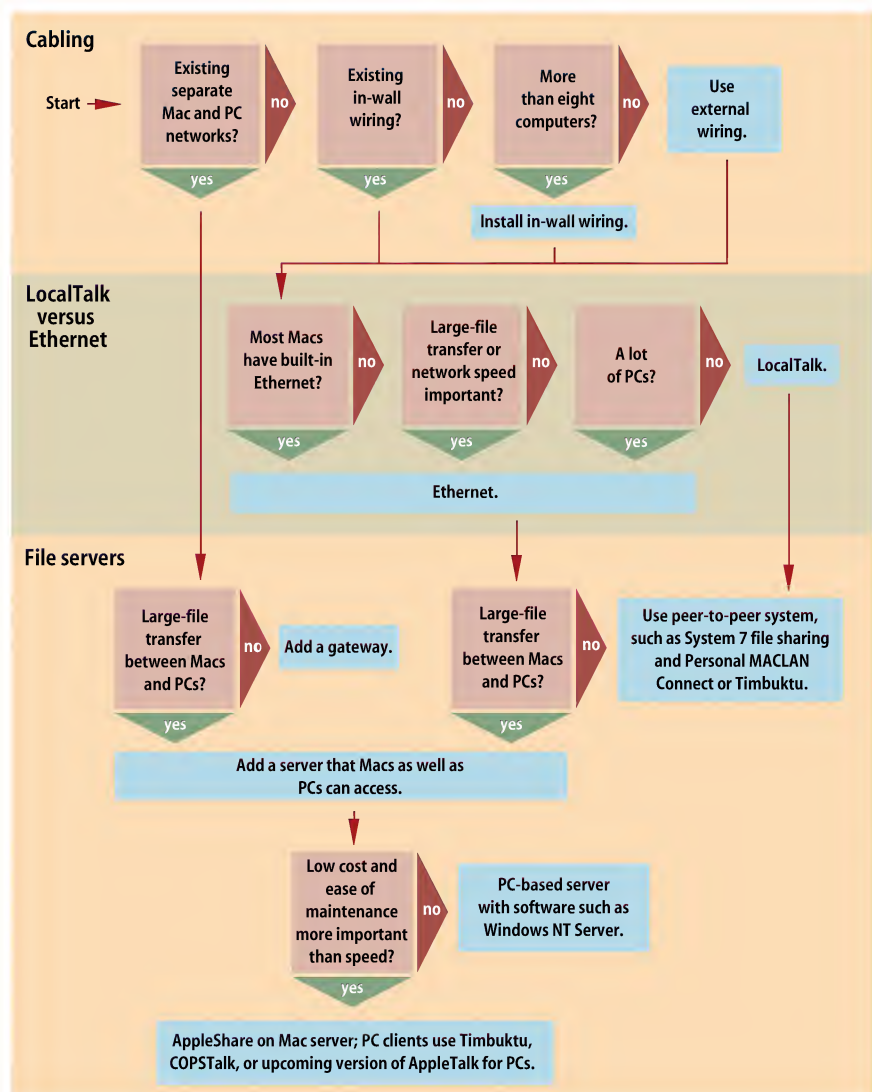 Cabling
Start
Existing
separate
Mac and PC
networks?
no
yes
Existing
in-wall
wiring?
no
yes
More
than eight
computers?
no
yes
Use
external
wiring.
Install in-wall wiring.
LocalTalk
versus
Ethernet
Most Macs
have built-in
Ethernet?
no
yes
Large-file
transfer or
network speed
important?
no
yes
A lot
of PCs?
no
yes
LocalTalk.
Ethernet.
File servers
Large-file
transfer
between Macs
and PCs?
no
yes
Add a gateway.
Large-file
transfer
between Macs
and PCs?
no
yes
Use peer-to-peer system,
such as System 7 file sharing
and Personal MACLAN
Connect or Timbuktu.
Add a server that Macs as well as
PCs can access.
Low cost and
ease of
maintenance
more important
than speed?
no
yes
PC-based server
with software such as
Windows NT Server.
AppleShare on Mac server; PC clients use Timbuktu,
COPSTalk, or upcoming version of AppleTalk for PCs.